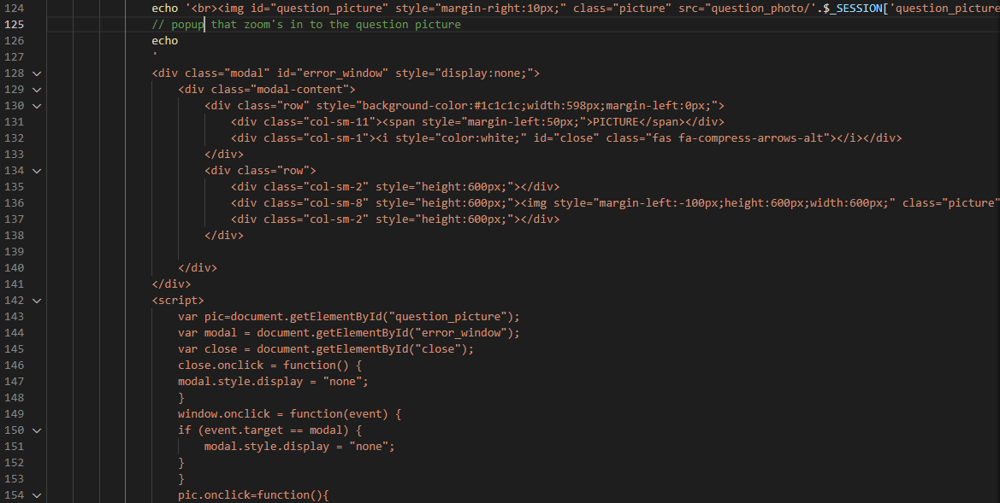 124 echo '<br><img id="question_picture" style="margin-right:10px;" class="picture" src="question_photo/'.$_SESSION['question_picture
125 // popup that zoom's in to the question picture
126 echo
127 '
128 <div class="modal" id="error_window" style="display:none;">
129 <div class="modal-content">
130 <div class="row" style="background-color:#1c1c1c;width:598px;margin-left:0px;">
131 <div class="col-sm-11"><span style="margin-left:50px;">PICTURE</span></div>
132 <div class="col-sm-1"><i style="color:white;" id="close" class="fas fa-compress-arrows-alt"></i></div>
133 </div>
134 <div class="row">
135 <div class="col-sm-2" style="height:600px;"></div>
136 <div class="col-sm-8" style="height:600px;"><img style="margin-left:-100px;height:600px;width:600px;" class="picture"
137 <div class="col-sm-2" style="height:600px;"></div>
138 </div>
139
140 </div>
141 </div>
142 <script>
143 var pic=document.getElementById("question_picture");
144 var modal = document.getElementById("error_window");
145 var close = document.getElementById("close");
146 close.onclick = function() {
147 modal.style.display = "none";
148 }
149 window.onclick = function(event) {
150 if (event.target == modal) {
151 modal.style.display = "none";
152 }
153 }
154 pic.onclick=function(){